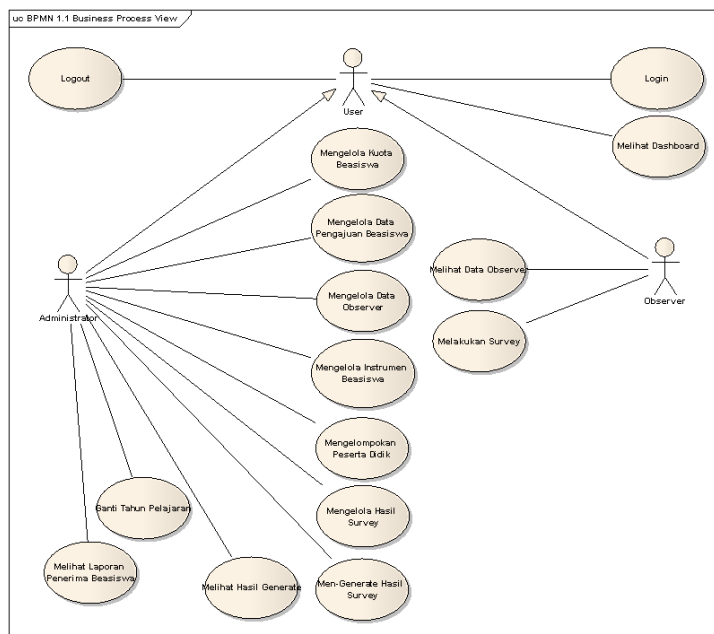 uc BPMN 1.1 Business Process View
Logout
User
Login
Melihat Dashboard
Mengelola Kuota
Beasiswa
Mengelola Data
Pengajuan Beasiswa
Melihat Data Observer
Observer
Administrator
Mengelola Data
Observer
Melakukan Survey
Mengelola Instrumen
Beasiswa
Mengelompokan
Peserta Didik
Ganti Tahun Pelajaran
Mengelola Hasil
Survey
Melihat Laporan
Penerima Beasiswa
Melihat Hasil Generate
Men-Generate Hasil
Survey